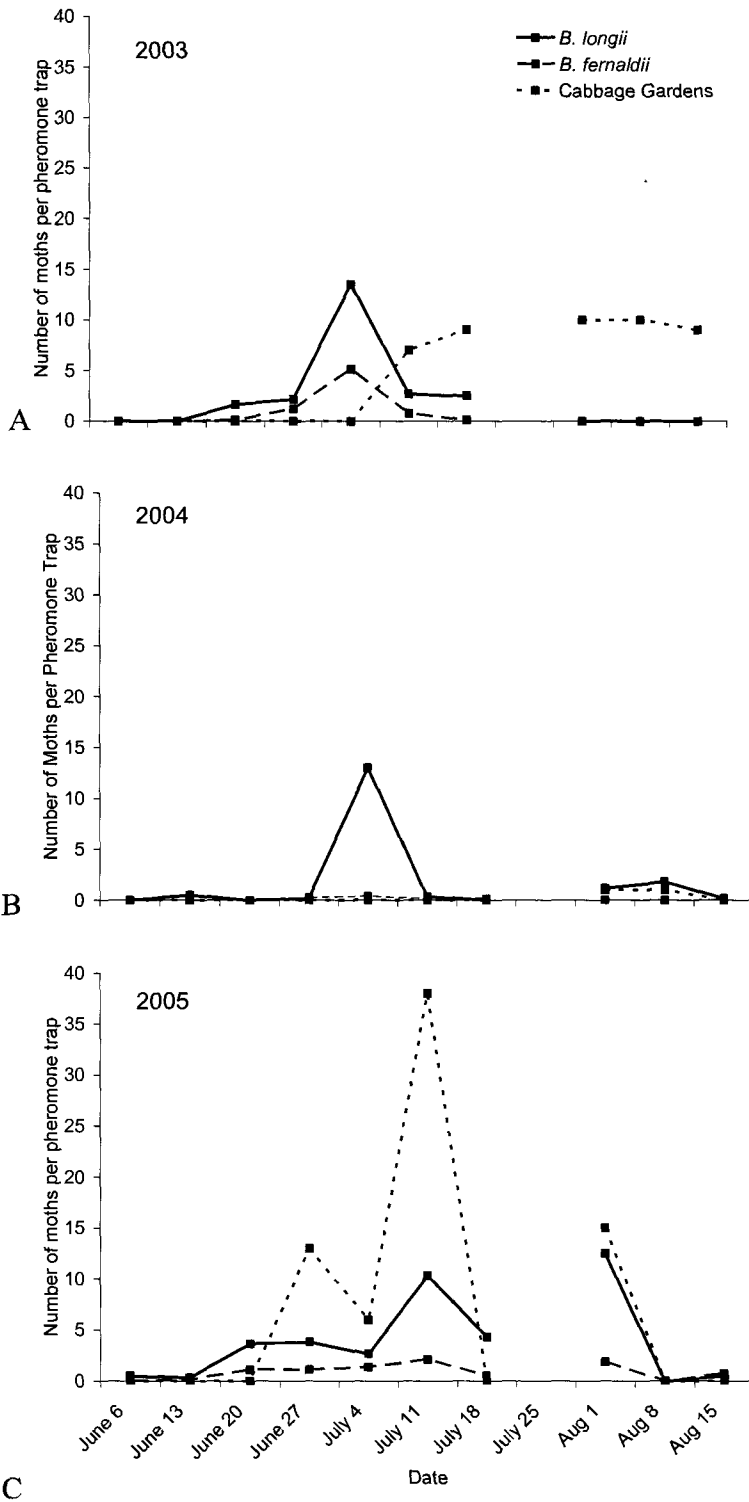 2003
B. longii
B. fernaldii
Cabbage Gardens
Number of moths per pheromone trap
40
35
30
25
20
15
10
5
0
A
2004
Number of Moths per Pheromone Trap
40
35
30
25
20
15
10
5
0
B
2005
Number of moths per pheromone trap
40
35
30
25
20
15
10
5
0
June 6
June 13
June 20
June 27
July 4
July 11
July 18
July 25
Aug 1
Aug 8
Aug 15
Date
C